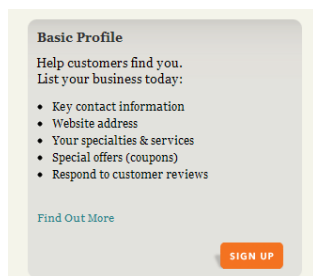 Basic Profile
Help customers find you.
List your business today:
• Key contact information
• Website address
• Your specialties & services
• Special offers (coupons)
• Respond to customer reviews
Find Out More
SIGN UP